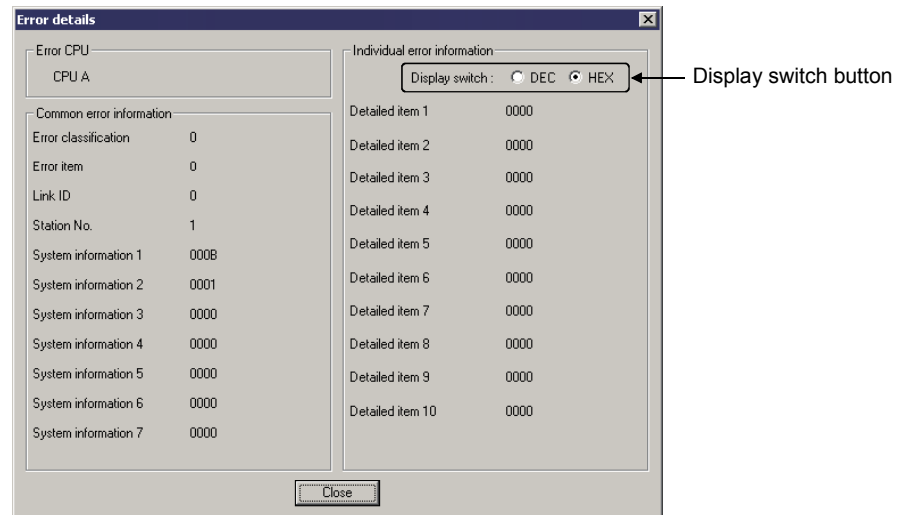 Error details
Error CPU
CPU A
Common error information
Error classification 0
Error item 0
Link ID 0
Station No. 1
System information 1 000B
System information 2 0001
System information 3 0000
System information 4 0000
System information 5 0000
System information 6 0000
System information 7 0000
Individual error information
Display switch : DEC HEX
Detailed item 1 0000
Detailed item 2 0000
Detailed item 3 0000
Detailed item 4 0000
Detailed item 5 0000
Detailed item 6 0000
Detailed item 7 0000
Detailed item 8 0000
Detailed item 9 0000
Detailed item 10 0000
Close
Display switch button